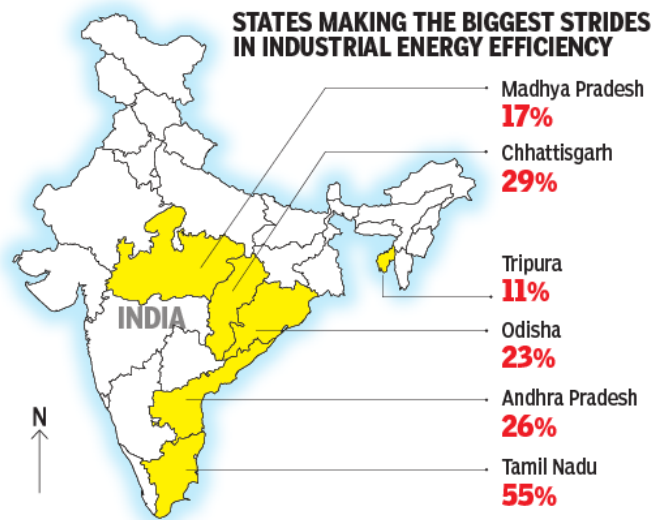 STATES MAKING THE BIGGEST STRIDES
IN INDUSTRIAL ENERGY EFFICIENCY
Madhya Pradesh
17%
Chhattisgarh
29%
Tripura
11%
INDIA
Odisha
23%
Andhra Pradesh
26%
N
Tamil Nadu
55%